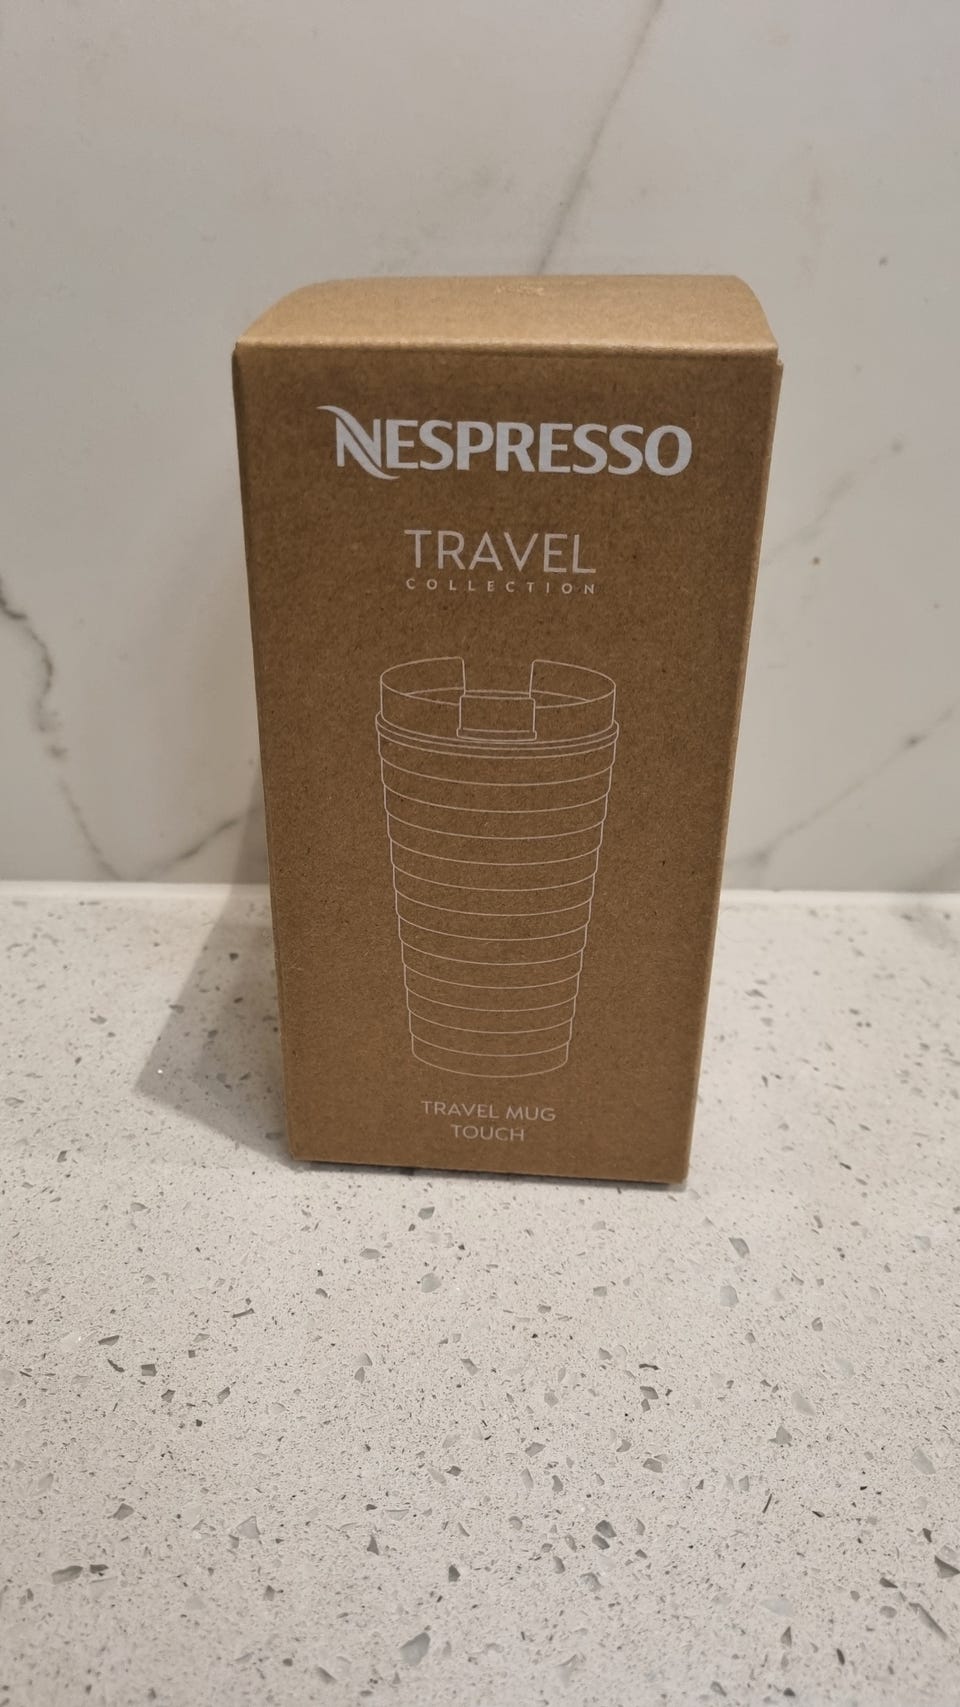 NESPRESSO
TRAVEL
COLLECTION
TRAVEL MUG
TOUCH